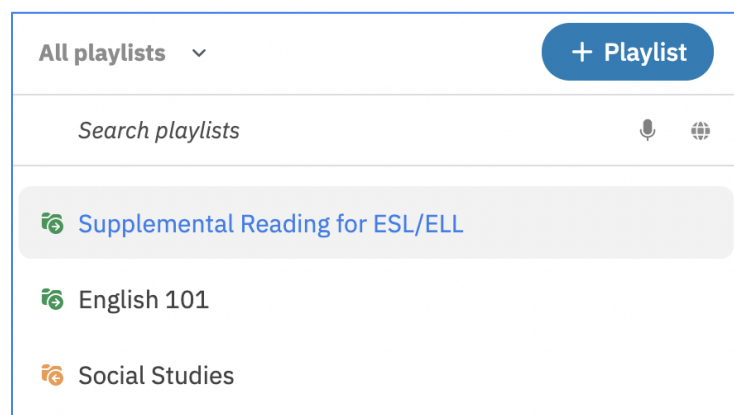 All playlists
+ Playlist
Search playlists
Supplemental Reading for ESL/ELL
English 101
Social Studies